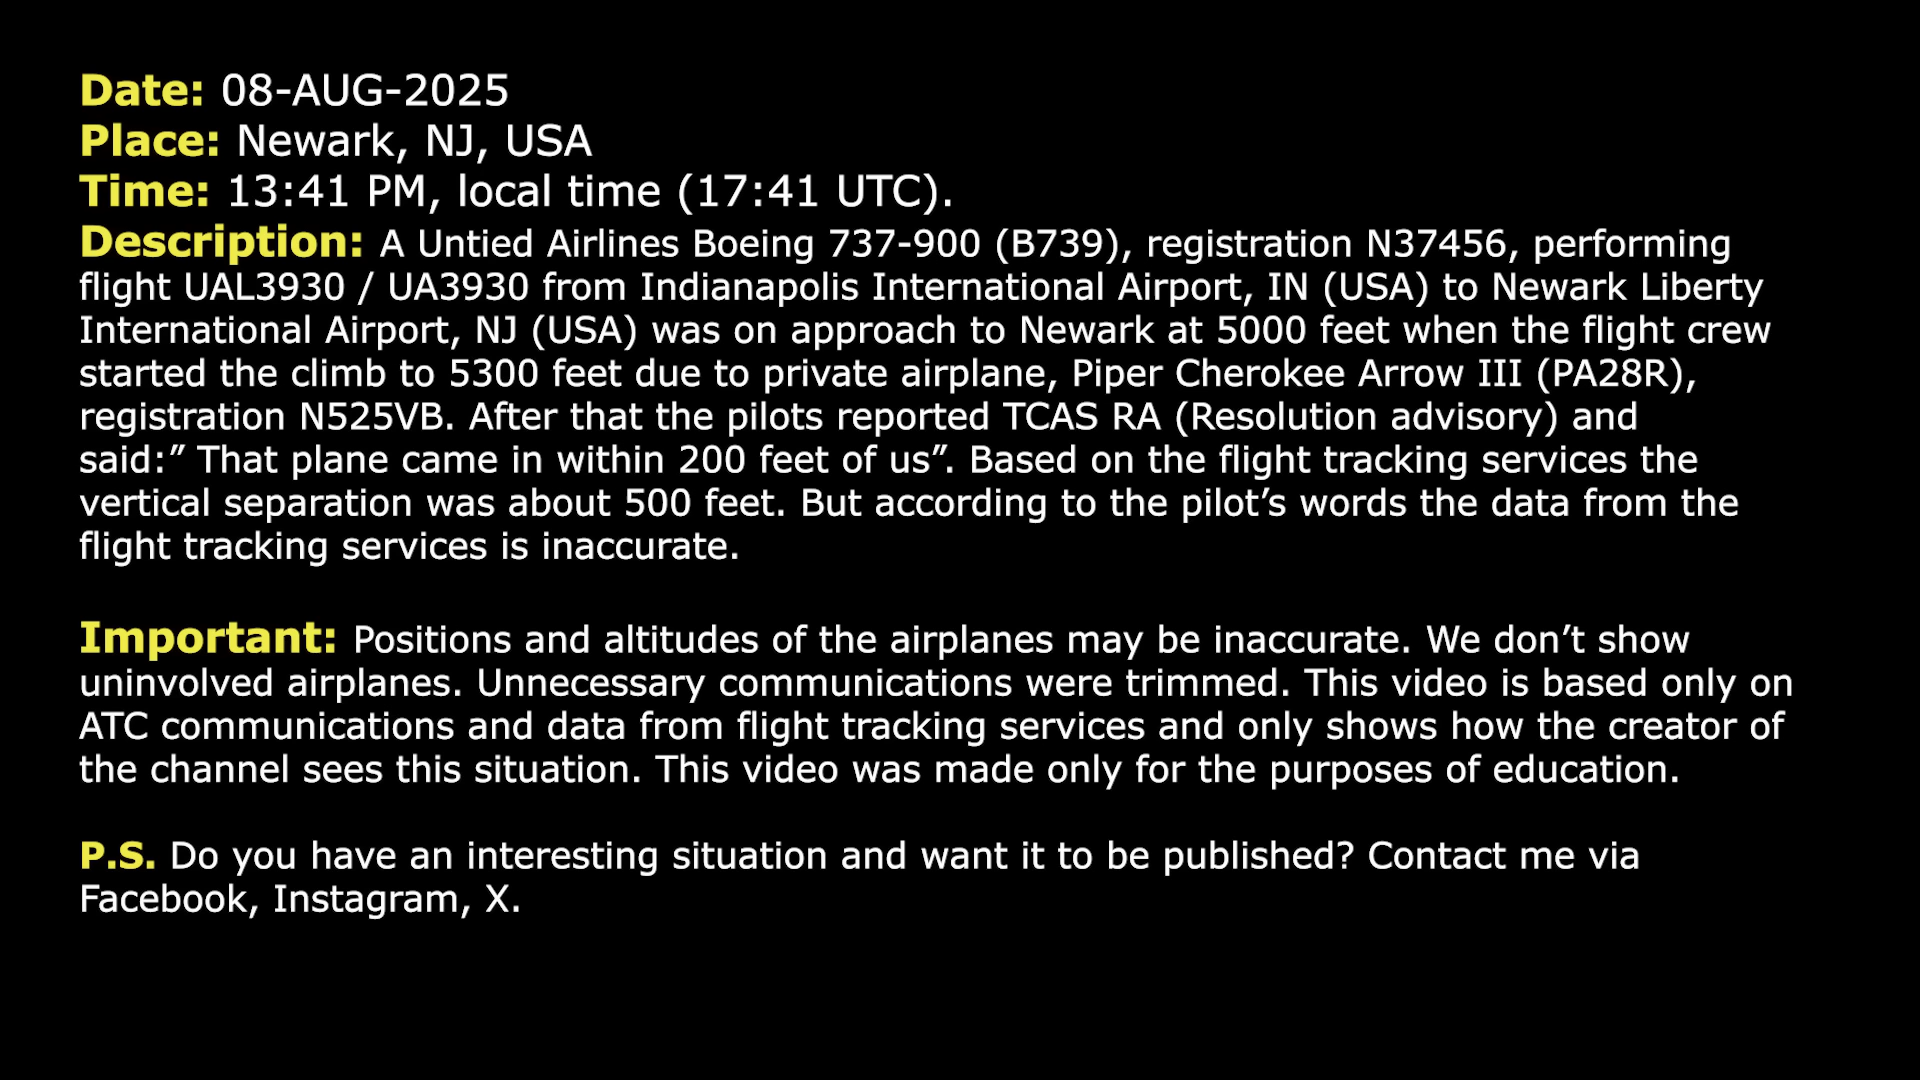 Date: 08-AUG-2025
Place: Newark, NJ, USA
Time: 13:41 PM, local time (17:41 UTC).
Description: A Untied Airlines Boeing 737-900 (B739), registration N37456, performing
flight UAL3930 / UA3930 from Indianapolis International Airport, IN (USA) to Newark Liberty
International Airport, NJ (USA) was on approach to Newark at 5000 feet when the flight crew
started the climb to 5300 feet due to private airplane, Piper Cherokee Arrow III (PA28R),
registration N525VB. After that the pilots reported TCAS RA (Resolution advisory) and
said:” That plane came in within 200 feet of us”. Based on the flight tracking services the
vertical separation was about 500 feet. But according to the pilot’s words the data from the
flight tracking services is inaccurate.
Important: Positions and altitudes of the airplanes may be inaccurate. We don’t show
uninvolved airplanes. Unnecessary communications were trimmed. This video is based only on
ATC communications and data from flight tracking services and only shows how the creator of
the channel sees this situation. This video was made only for the purposes of education.
P.S. Do you have an interesting situation and want it to be published? Contact me via
Facebook, Instagram, X.